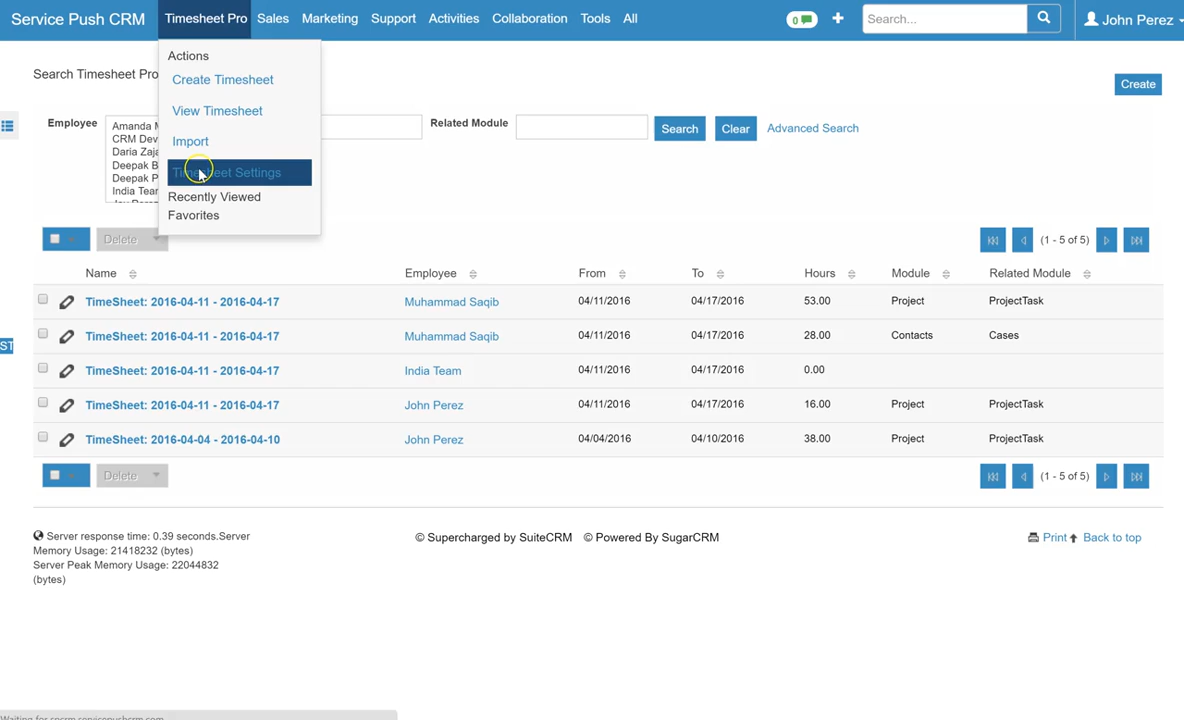 Service Push CRM Timesheet Pro Sales Marketing Support Activities Collaboration Tools All 0 Search... John Perez
Actions
Create Timesheet
View Timesheet
Import
Timesheet Settings
Recently Viewed
Favorites
Search Timesheet Pro
Create
Employee
Amanda
CRM Dev
Daria Zaja
Deepak B
Deepak P
India Tear
Related Module Search Clear Advanced Search
Delete (1 - 5 of 5)
Name Employee From To Hours Module Related Module
TimeSheet: 2016-04-11 - 2016-04-17 Muhammad Saqib 04/11/2016 04/17/2016 53.00 Project ProjectTask
TimeSheet: 2016-04-11 - 2016-04-17 Muhammad Saqib 04/11/2016 04/17/2016 28.00 Contacts Cases
ST
TimeSheet: 2016-04-11 - 2016-04-17 India Team 04/11/2016 04/17/2016 0.00
TimeSheet: 2016-04-11 - 2016-04-17 John Perez 04/11/2016 04/17/2016 16.00 Project ProjectTask
TimeSheet: 2016-04-04 - 2016-04-10 John Perez 04/04/2016 04/10/2016 38.00 Project ProjectTask
Delete (1 - 5 of 5)
Server response time: 0.39 seconds.Server
Memory Usage: 21418232 (bytes)
Server Peak Memory Usage: 22044832
(bytes)
© Supercharged by SuiteCRM © Powered By SugarCRM
Print Back to top